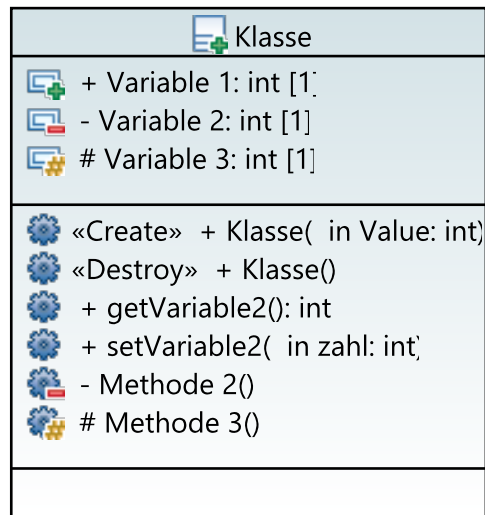 Klasse
+ Variable 1: int [1]
- Variable 2: int [1]
# Variable 3: int [1]
«Create» + Klasse( in Value: int)
«Destroy» + Klasse()
+ getVariable2(): int
+ setVariable2( in zahl: int)
- Methode 2()
# Methode 3()